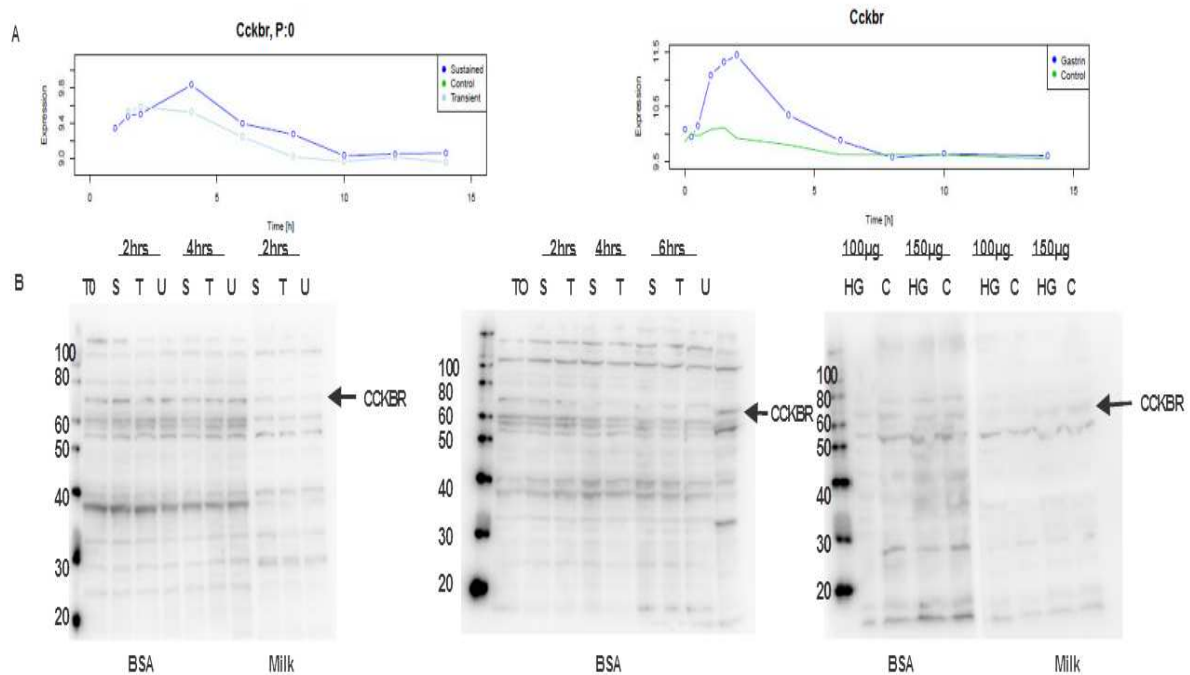 A
Cckbr, P:0
Expression
9.8
9.4
9.0
Sustained
Control
Transient
0 5 10 15
Time [h]
Cckbr
Expression
11.5
10.5
9.5
Gastrin
Control
0 5 10 15
Time [h]
B
2hrs 4hrs 2hrs
T0 S T U S T U S T U
100
80
60
50
40
30
20
CCKBR
BSA Milk
2hrs 4hrs 6hrs
TO S T S T S T U
100
80
60
50
40
30
20
CCKBR
BSA
100µg 150µg 100µg 150µg
HG C HG C HG C HG C
100
80
60
50
40
30
20
CCKBR
BSA Milk